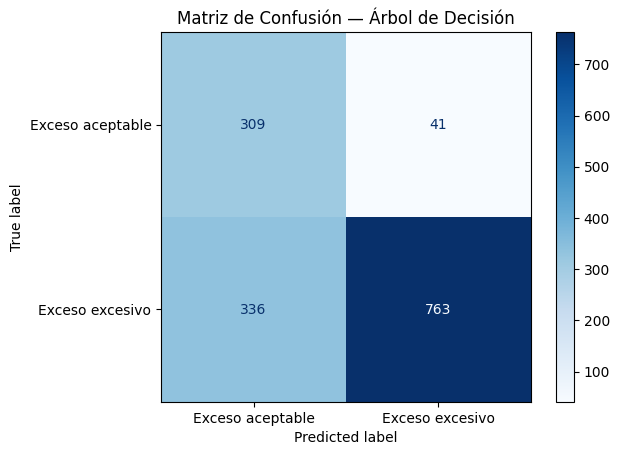 Matriz de Confusión — Árbol de Decisión
True label
Exceso aceptable
309
41
Exceso excesivo
336
763
Exceso aceptable
Exceso excesivo
Predicted label
700
600
500
400
300
200
100